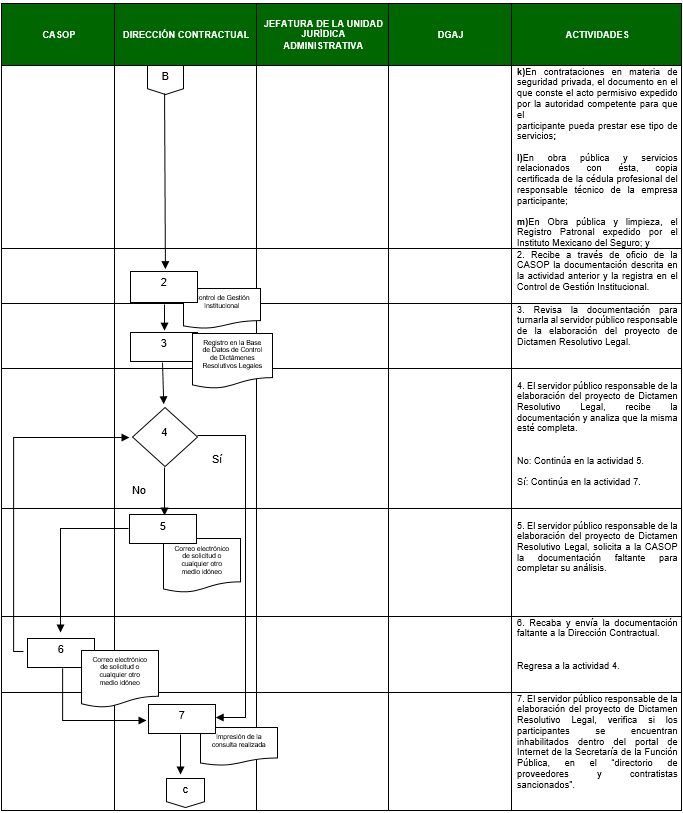 CASOP
DIRECCIÓN CONTRACTUAL
JEFATURA DE LA UNIDAD
JURÍDICA
ADMINISTRATIVA
DGAJ
ACTIVIDADES
B
k)En contrataciones en materia de
seguridad privada, el documento en el
que conste el acto permisivo expedido
por la autoridad competente para que
el
participante pueda prestar ese tipo de
servicios;
l)En obra pública y servicios
relacionados con ésta, copia
certificada de la cédula profesional del
responsable técnico de la empresa
participante;
m)En Obra pública y limpieza, el
Registro Patronal expedido por el
Instituto Mexicano del Seguro; y
2
ontrol de Gestión
Institucional
2. Recibe a través de oficio de la
CASOP la documentación descrita en
la actividad anterior y la registra en el
Control de Gestión Institucional.
3
Registro en la Base
de Datos de Control
de Dictámenes
Resolutivos Legales
3. Revisa la documentación para
turnarla al servidor público responsable
de la elaboración del proyecto de
Dictamen Resolutivo Legal.
4
Sí
No
4. El servidor público responsable de la
elaboración del proyecto de Dictamen
Resolutivo Legal, recibe la
documentación y analiza que la misma
esté completa.
No: Continúa en la actividad 5.
Sí: Continúa en la actividad 7.
5
Correo electrónico
de solicitud o
cualquier otro
medio idóneo
5. El servidor público responsable de la
elaboración del proyecto de Dictamen
Resolutivo Legal, solicita a la CASOP
la documentación faltante para
completar su análisis.
6
Correo electrónico
de solicitud o
cualquier otro
medio idóneo
6. Recaba y envía la documentación
faltante a la Dirección Contractual.
Regresa a la actividad 4.
7
Impresión de la
consulta realizada
c
7. El servidor público responsable de la
elaboración del proyecto de Dictamen
Resolutivo Legal, verifica si los
participantes se encuentran
inhabilitados dentro del portal de
Internet de la Secretaría de la Función
Pública, en el "directorio de
proveedores y contratistas
sancionados".